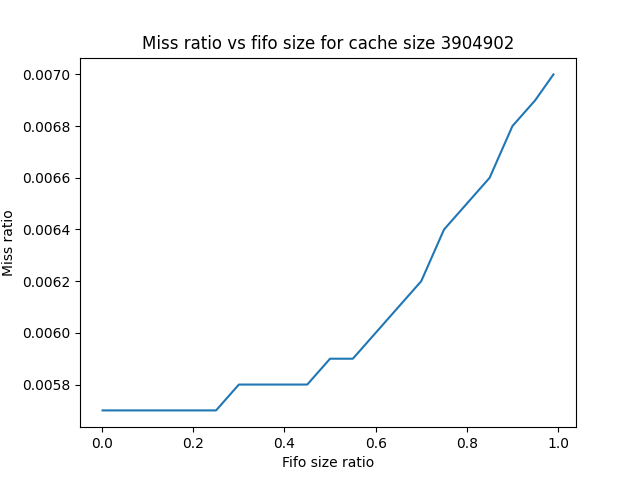 Miss ratio vs fifo size for cache size 3904902
0.0070
0.0068
0.0066
0.0064
0.0062
0.0060
0.0058
Miss ratio
0.0 0.2 0.4 0.6 0.8 1.0
Fifo size ratio